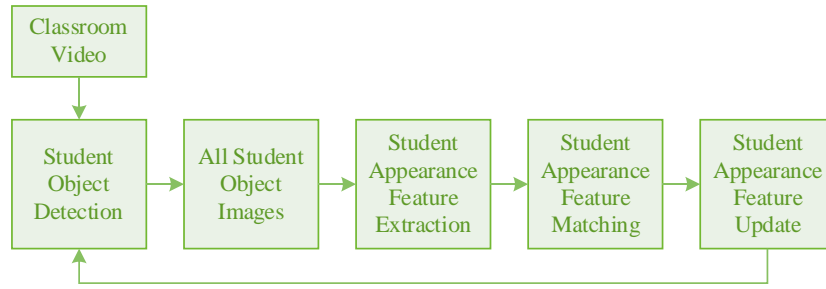 Classroom
Video
Student
Object
Detection
All Student
Object
Images
Student
Appearance
Feature
Extraction
Student
Appearance
Feature
Matching
Student
Appearance
Feature
Update